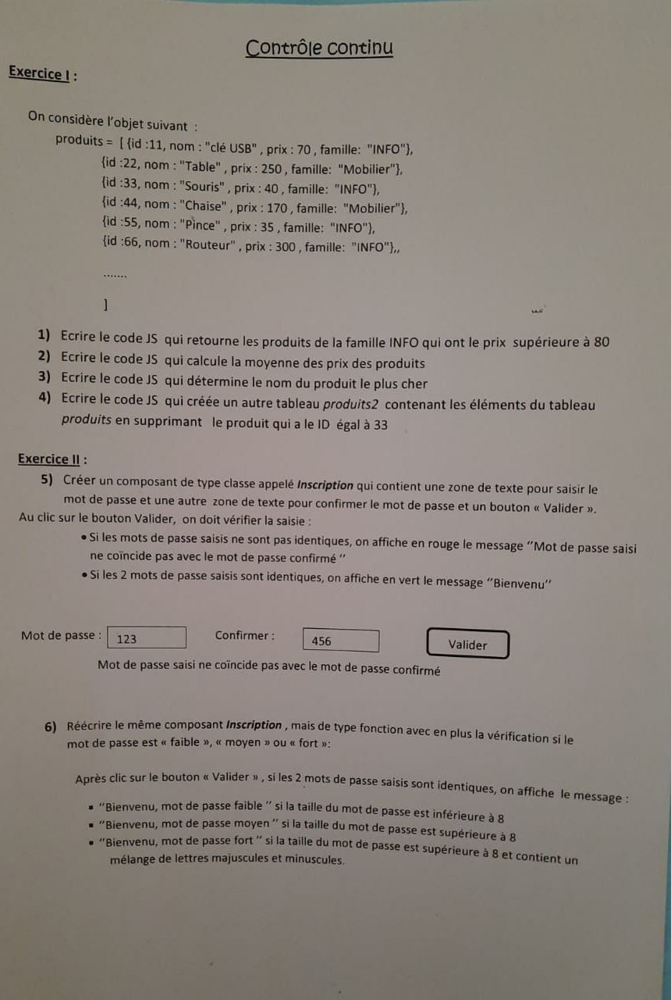 Contrôle continu
Exercice I :
On considère l'objet suivant :
produits = [ {id :11, nom : "clé USB" , prix : 70 , famille: "INFO"},
{id :22, nom : "Table" , prix : 250 , famille: "Mobilier"},
{id :33, nom : "Souris" , prix : 40 , famille: "INFO"},
{id :44, nom : "Chaise" , prix : 170 , famille: "Mobilier"},
{id :55, nom : "Pince" , prix : 35 , famille: "INFO"},
{id :66, nom : "Routeur" , prix : 300 , famille: "INFO"},,
.......
]
1) Ecrire le code JS qui retourne les produits de la famille INFO qui ont le prix supérieure à 80
2) Ecrire le code JS qui calcule la moyenne des prix des produits
3) Ecrire le code JS qui détermine le nom du produit le plus cher
4) Ecrire le code JS qui créée un autre tableau produits2 contenant les éléments du tableau
produits en supprimant le produit qui a le ID égal à 33
Exercice II :
5) Créer un composant de type classe appelé Inscription qui contient une zone de texte pour saisir le
mot de passe et une autre zone de texte pour confirmer le mot de passe et un bouton « Valider ».
Au clic sur le bouton Valider, on doit vérifier la saisie :
• Si les mots de passe saisis ne sont pas identiques, on affiche en rouge le message ‘’Mot de passe saisi
ne coïncide pas avec le mot de passe confirmé ’’
• Si les 2 mots de passe saisis sont identiques, on affiche en vert le message ‘’Bienvenu’’
Mot de passe : 123 Confirmer : 456 Valider
Mot de passe saisi ne coïncide pas avec le mot de passe confirmé
6) Réécrire le même composant Inscription , mais de type fonction avec en plus la vérification si le
mot de passe est « faible », « moyen » ou « fort »:
Après clic sur le bouton « Valider » , si les 2 mots de passe saisis sont identiques, on affiche le message :
▪ ‘’Bienvenu, mot de passe faible ’’ si la taille du mot de passe est inférieure à 8
▪ ‘’Bienvenu, mot de passe moyen ’’ si la taille du mot de passe est supérieure à 8
▪ ‘’Bienvenu, mot de passe fort ’’ si la taille du mot de passe est supérieure à 8 et contient un
mélange de lettres majuscules et minuscules.